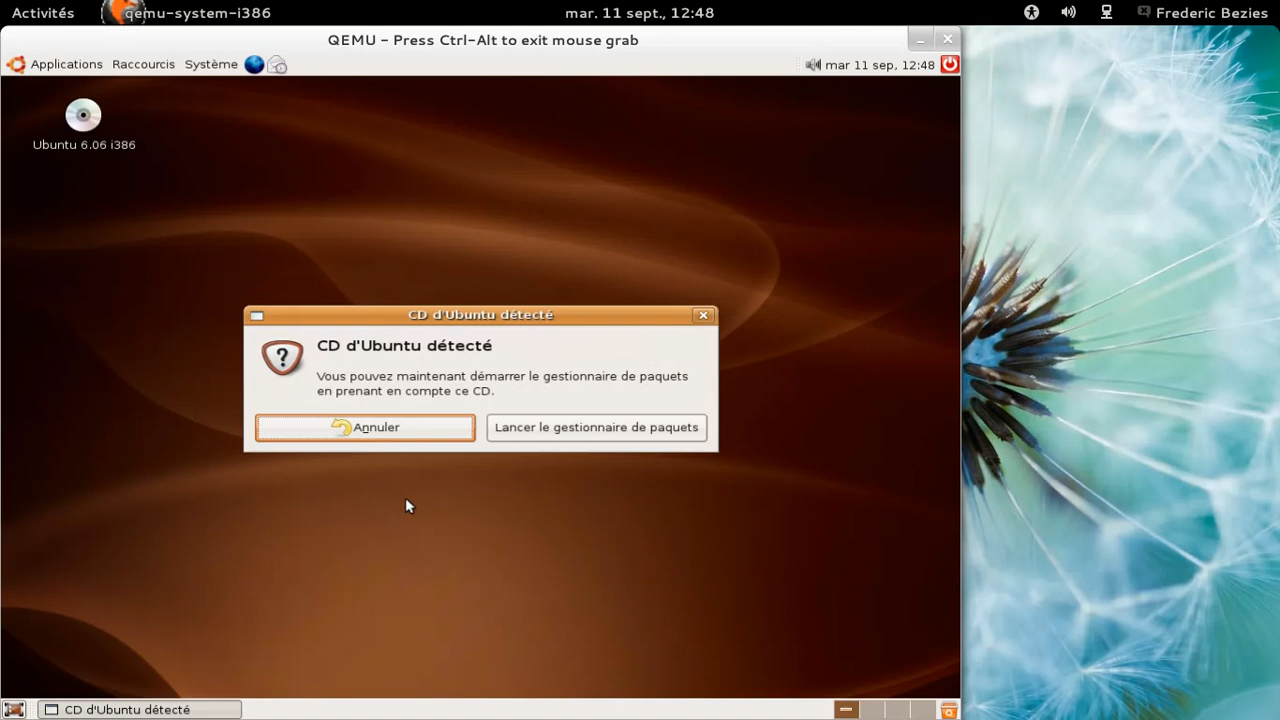 Activités qemu-system-i386 mar. 11 sept., 12:48 Frederic Bezies
QEMU - Press Ctrl-Alt to exit mouse grab
Applications Raccourcis Système mar 11 sep, 12:48
Ubuntu 6.06 i386
CD d'Ubuntu détecté
CD d'Ubuntu détecté
Vous pouvez maintenant démarrer le gestionnaire de paquets
en prenant en compte ce CD.
Annuler Lancer le gestionnaire de paquets
CD d'Ubuntu détecté